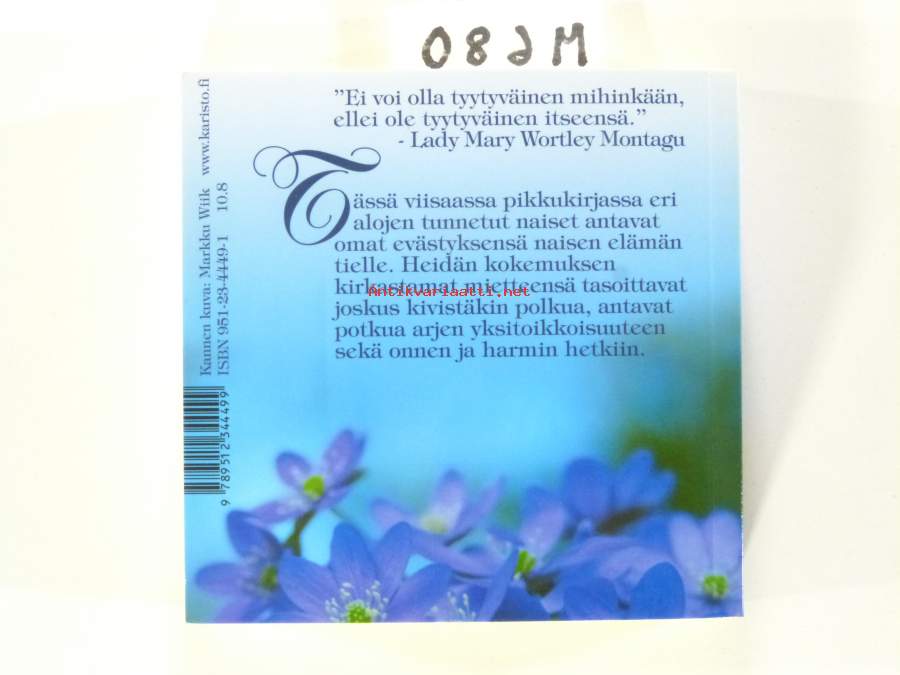 M680
"Ei voi olla tyytyväinen mihinkään,
ellei ole tyytyväinen itseensä."
- Lady Mary Wortley Montagu
Tässä viisaassa pikkukirjassa eri
alojen tunnetut naiset antavat
omat evästyksensä naisen elämän
tielle. Heidän kokemuksen
kirkastamat mietteensä tasoittavat
joskus kivistäkin polkua, antavat
potkua arjen yksitoikkoisuuteen
sekä onnen ja harmin hetkiin.
Antikvariaatti.net
Kannen kuva: Markku Wiik www.karisto.fi
ISBN 951-23-4449-1 10.8
9 789512 344499